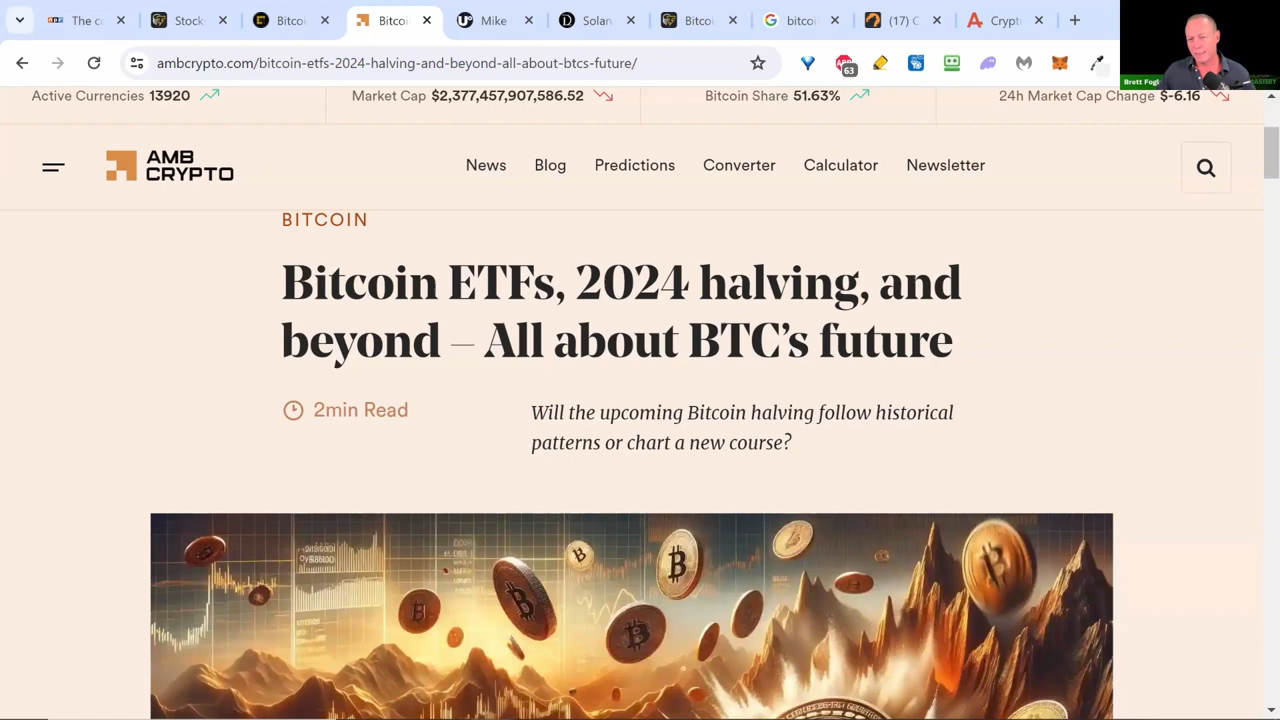 The c
Stock
Bitcoi
Bitcoi
Mike
Solan
Bitcoi
bitcoi
(17) C
Crypt
ambcrypto.com/bitcoin-etfs-2024-halving-and-beyond-all-about-btcs-future/
63
Brett Fogl
Active Currencies 13920
Market Cap $2,377,457,907,586.52
Bitcoin Share 51.63%
24h Market Cap Change $-6.16
AMB
CRYPTO
News
Blog
Predictions
Converter
Calculator
Newsletter
BITCOIN
Bitcoin ETFs, 2024 halving, and
beyond – All about BTC’s future
2min Read
Will the upcoming Bitcoin halving follow historical
patterns or chart a new course?